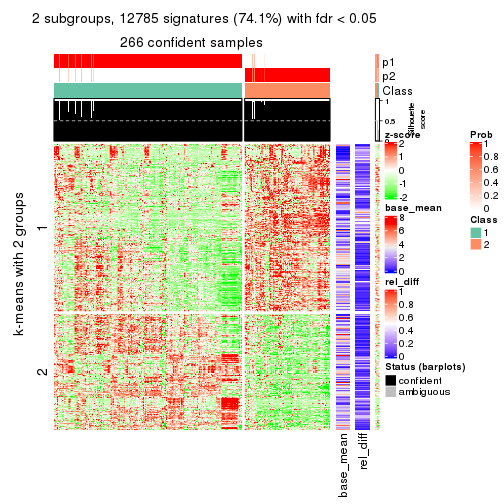 2 subgroups, 12785 signatures (74.1%) with fdr < 0.05
266 confident samples
p1
p2
Class
1
0.5
0
Silhouette
score
k-means with 2 groups
1
2
z-score
2
1
0
-1
-2
base_mean
8
6
4
2
0
rel_diff
1
0.8
0.6
0.4
0.2
0
Status (barplots)
confident
ambiguous
Prob
1
0.8
0.6
0.4
0.2
0
Class
1
2
base_mean
rel_diff